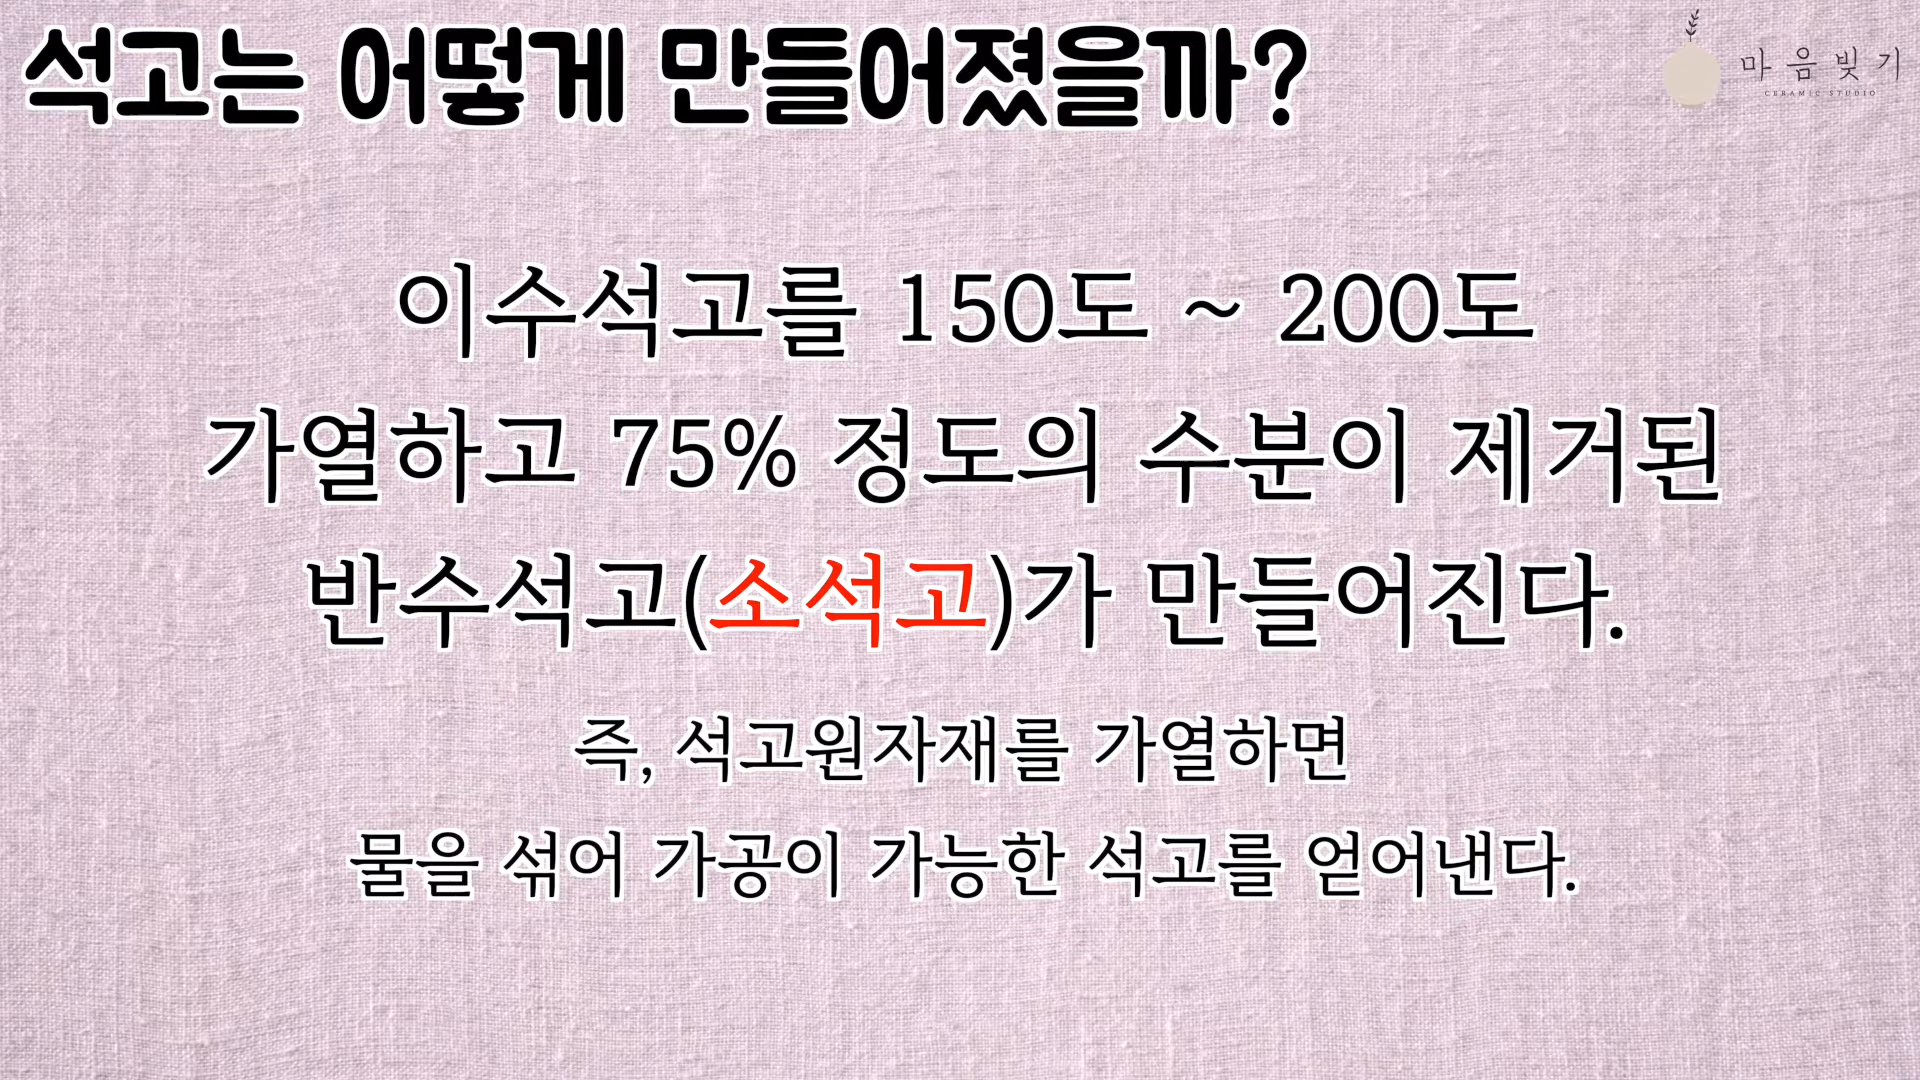 석고는 어떻게 만들어졌을까?
마음빚기
CERAMIC STUDIO
이수석고를 150도 ~ 200도
가열하고 75% 정도의 수분이 제거된
반수석고(소석고)가 만들어진다.
즉, 석고원자재를 가열하면
물을 섞어 가공이 가능한 석고를 얻어낸다.